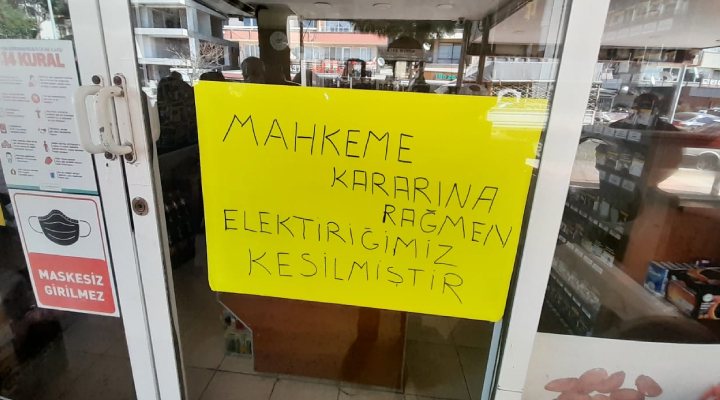 14 KURAL
MAHKEME
KARARINA
RAĞMEN
ELEKTİRİĞİMİZ
KESİLMİŞTİR
MASKESİZ
GİRİLMEZ